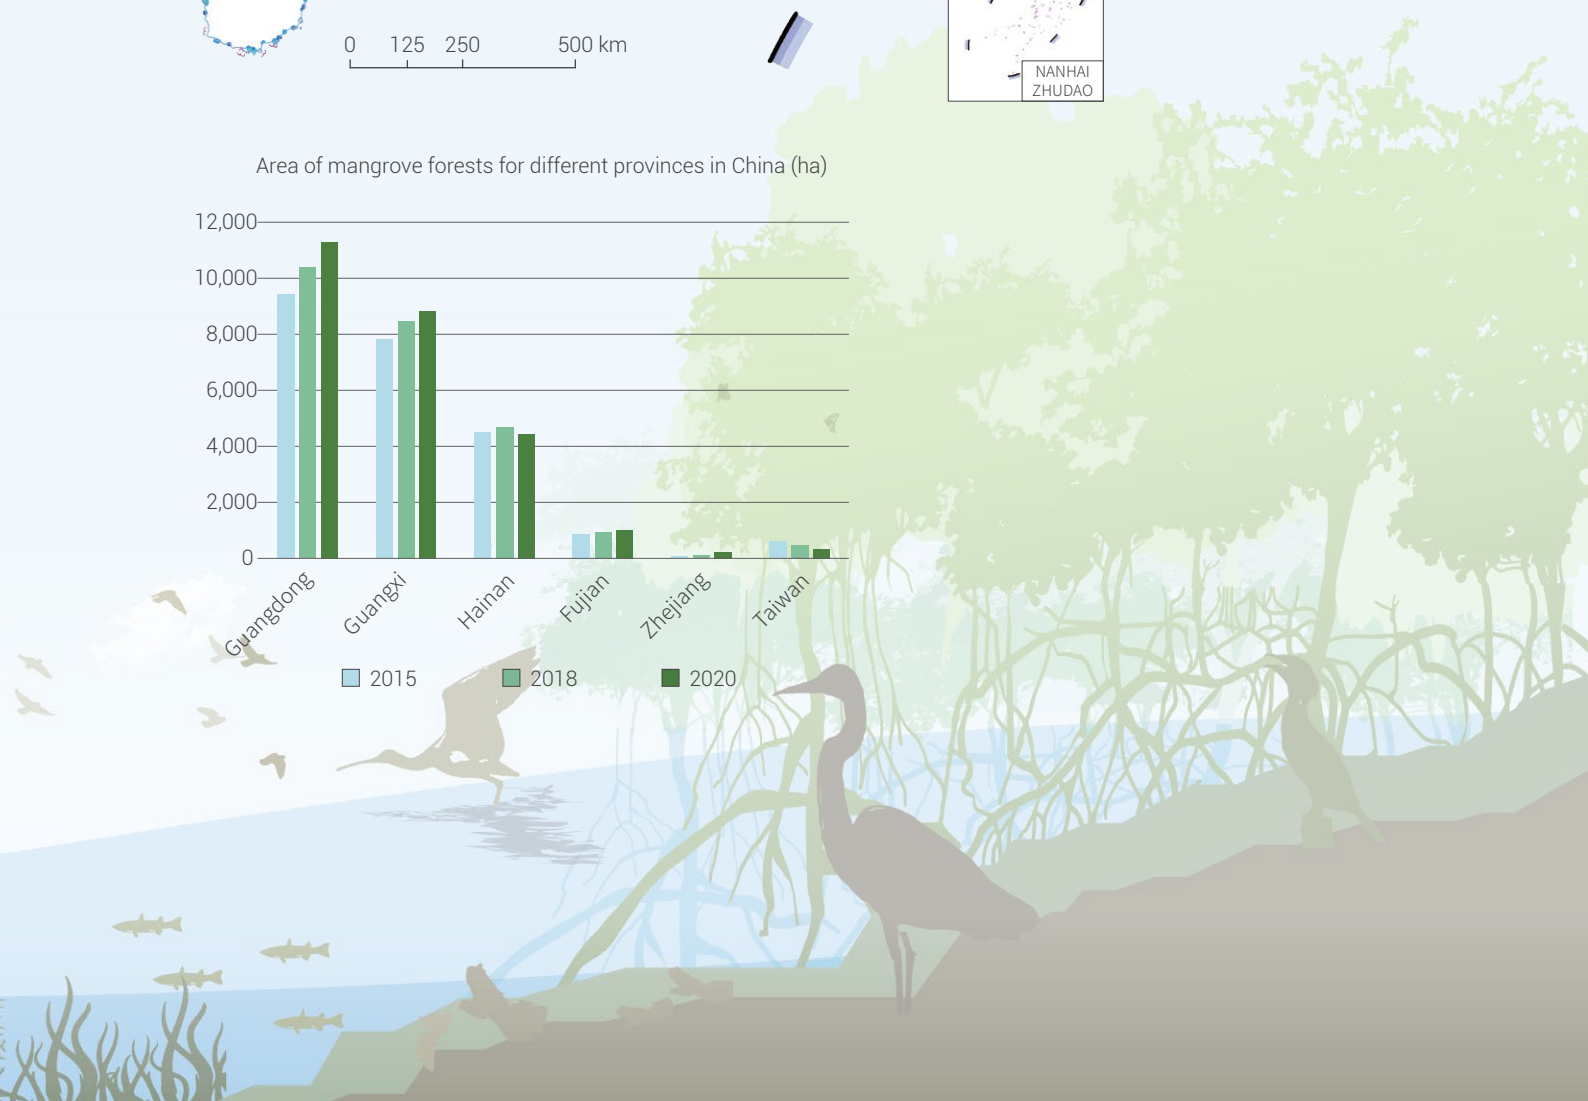 0 125 250 500 km
NANHAI
ZHUDAO
Area of mangrove forests for different provinces in China (ha)
12,000
10,000
8,000
6,000
4,000
2,000
0
Guangdong Guangxi Hainan Fujian Zhejiang Taiwan
2015 2018 2020